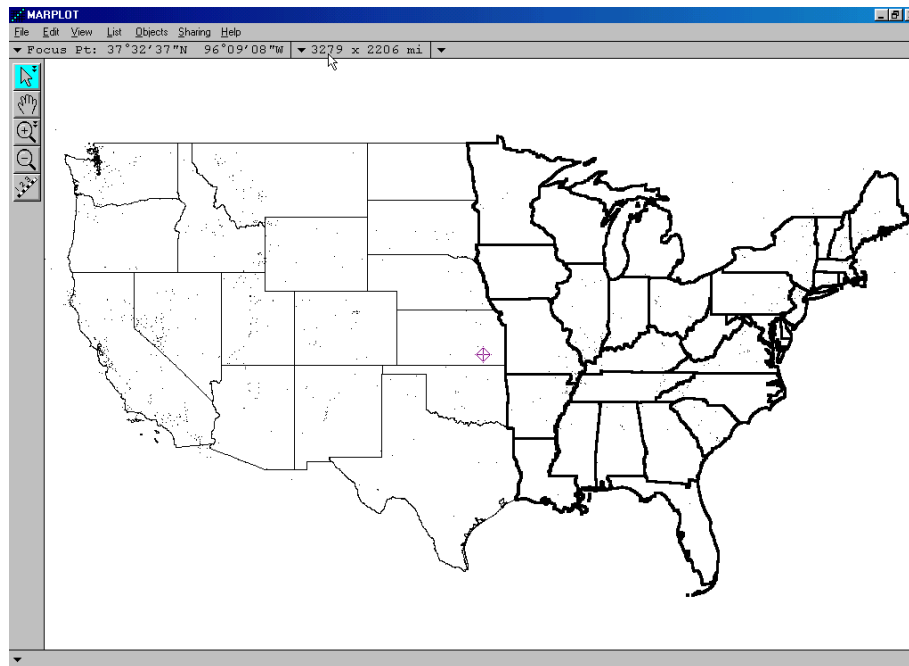 MARPLOT
File Edit View List Objects Sharing Help
Focus Pt: 37°32'37"N 96°09'08"W 3279 x 2206 mi